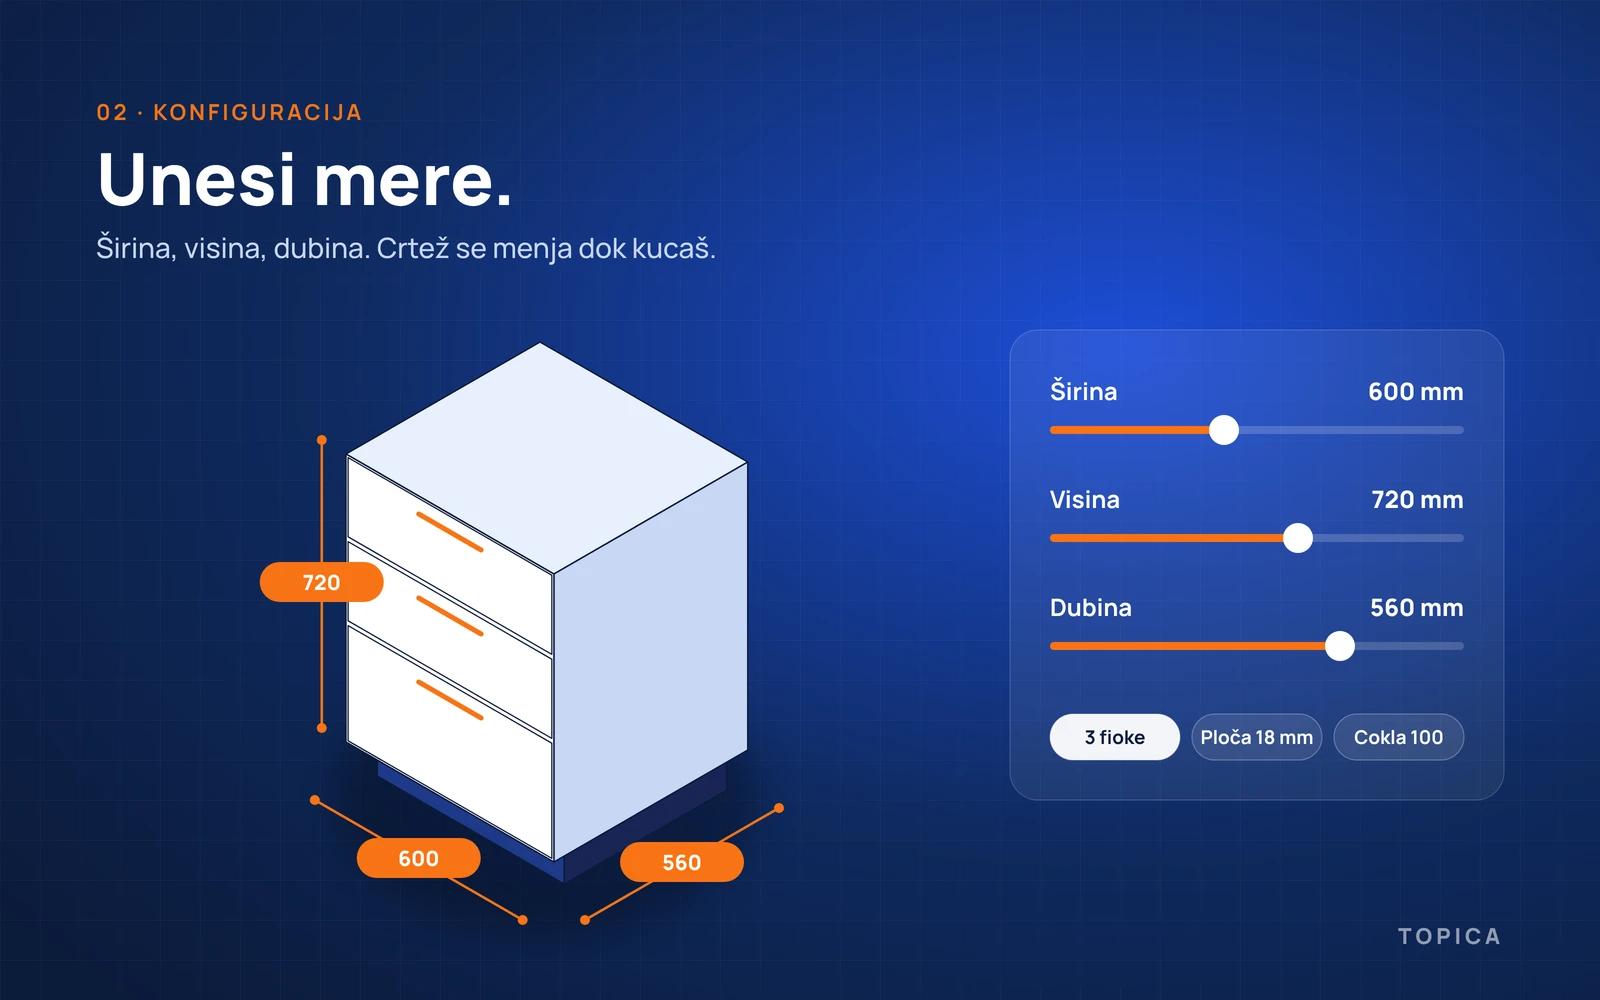 02 · KONFIGURACIJA
Unesi mere.
Širina, visina, dubina. Crtež se menja dok kucaš.
Širina 600 mm
Visina 720 mm
Dubina 560 mm
3 fioke Ploča 18 mm Cokla 100
720
600
560
TOPICA